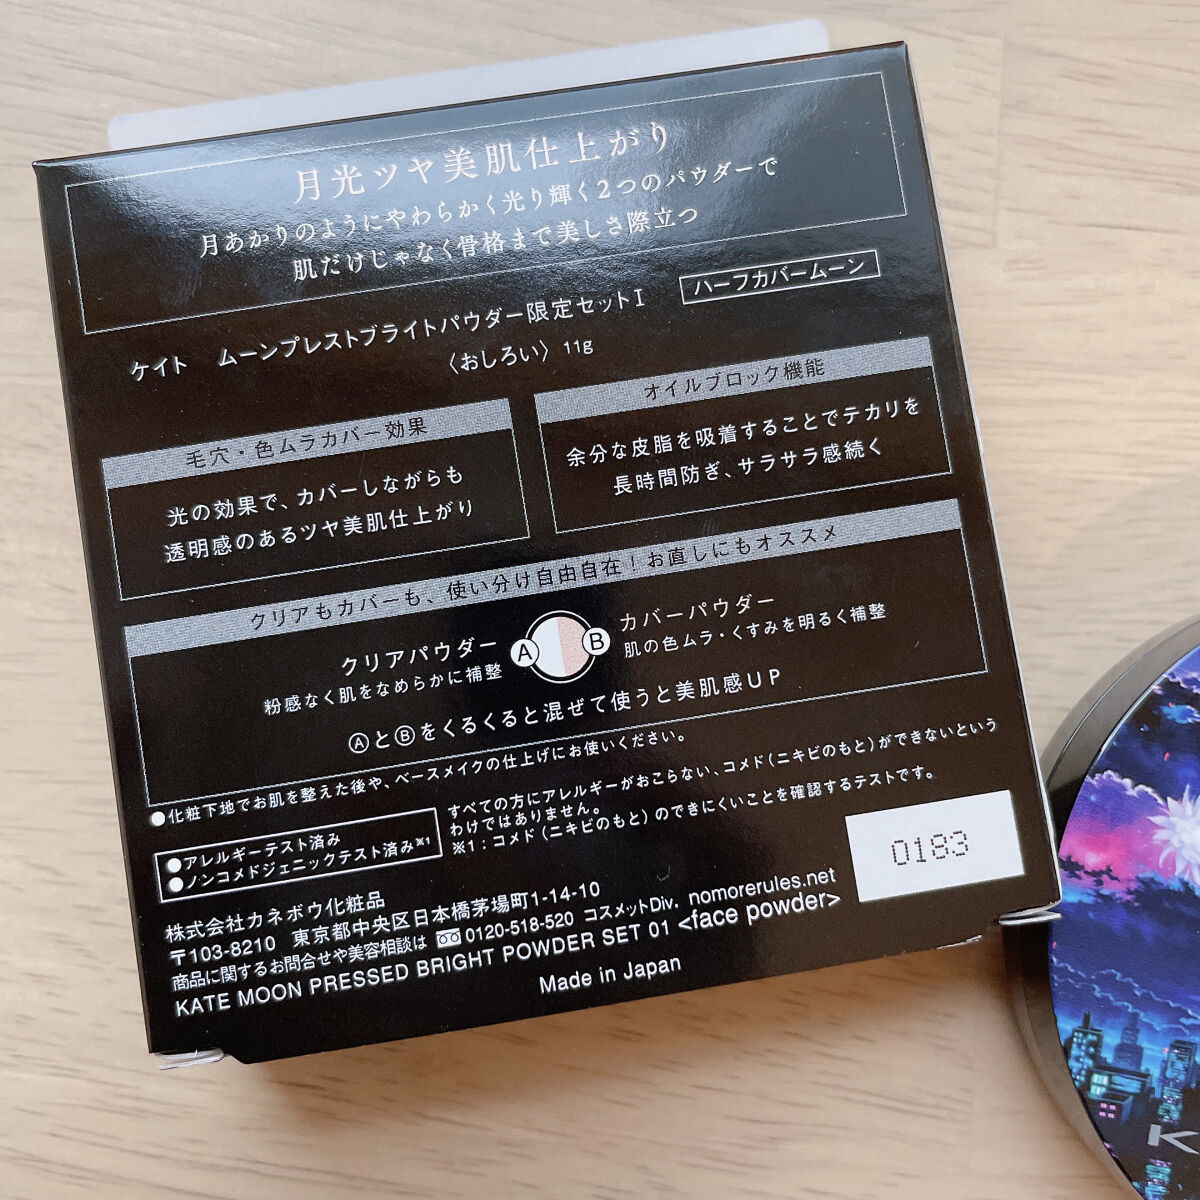 月光ツヤ美肌仕上がり
月あかりのようにやわらかく光り輝く2つのパウダーで
肌だけじゃなく骨格まで美しさ際立つ
ケイト ムーンプレストブライトパウダー限定セットI
ハーフカバームーン
〈おしろい〉 11g
毛穴・色ムラカバー効果
光の効果で、カバーしながらも
透明感のあるツヤ美肌仕上がり
オイルブロック機能
余分な皮脂を吸着することでテカリを
長時間防ぎ、サラサラ感続く
クリアもカバーも、使い分け自由自在！お直しにもオススメ
クリアパウダー
粉感なく肌をなめらかに補整
A
B
カバーパウダー
肌の色ムラ・くすみを明るく補整
ⒶとⒷをくるくると混ぜて使うと美肌感UP
●化粧下地でお肌を整えた後や、ベースメイクの仕上げにお使いください。
●アレルギーテスト済み
●ノンコメドジェニックテスト済み※1
すべての方にアレルギーがおこらない、コメド（ニキビのもと）ができないという
わけではありません。
※1：コメド（ニキビのもと）のできにくいことを確認するテストです。
株式会社カネボウ化粧品
〒103-8210 東京都中央区日本橋茅場町1-14-10
商品に関するお問合せや美容相談は 0120-518-520 コスメットDiv. nomorerules.net
KATE MOON PRESSED BRIGHT POWDER SET 01 <face powder>
Made in Japan
0183
K